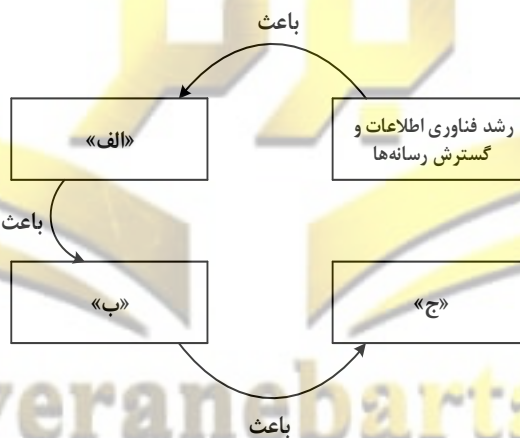 باعث
رشد فناوری اطلاعات و
گسترش رسانه‌ها
«الف»
باعث
«ب»
«ج»
باعث